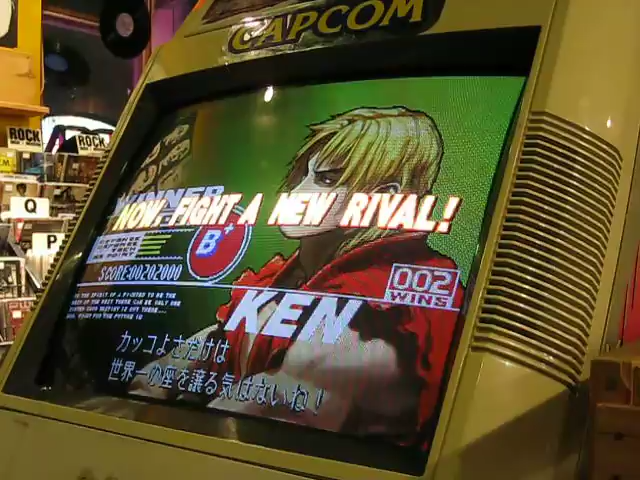 CAPCOM
ROCK
ROCK
Q
P
WINNER
NOW, FIGHT A NEW RIVAL!
B+
SCORE:00202000
002
WINS
KEN
カッコよさだけは
世界一の座を譲る気はないね!